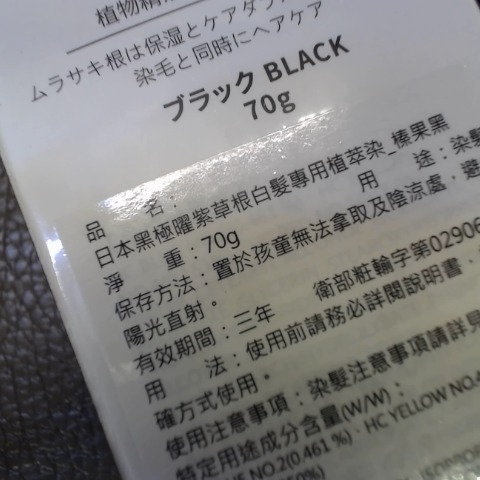 植物精
ムラサキ根は保湿とケアダ
染毛と同時にヘアケア
ブラック BLACK
70g
品 名：
日本黑極曜紫草根白髮專用植萃染_榛果黑
淨 重：70g 用 途：染髮
保存方法：置於孩童無法拿取及陰涼處，避
陽光直射。
有效期間：三年 衛部粧輪字第02906
用 法：使用前請務必詳閱說明書，
確方式使用。
使用注意事項：染髮注意事項請詳見
特定用途成分含量(W/W)：
NO.2(0.461 %)、HC YELLOW NO.4